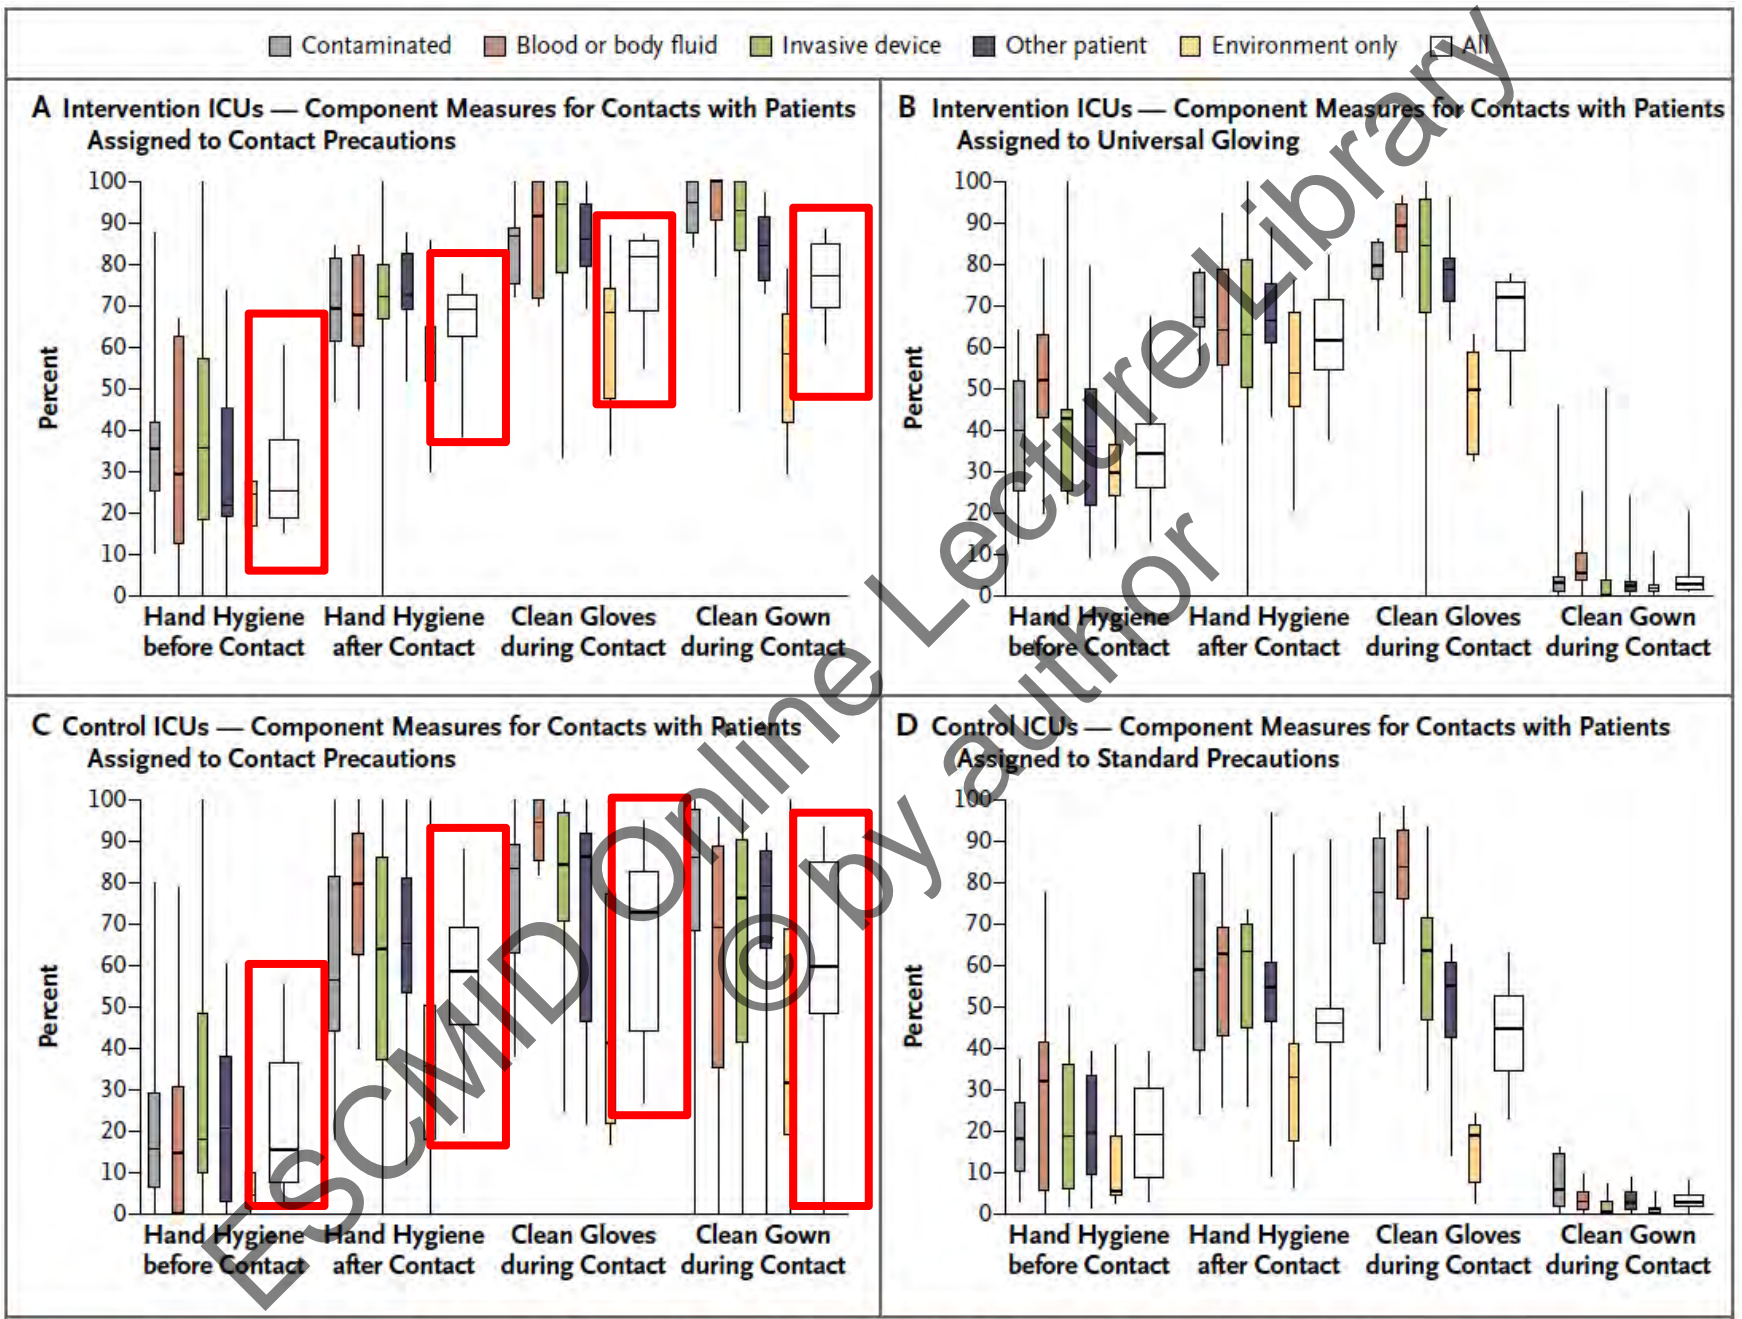 Contaminated Blood or body fluid Invasive device Other patient Environment only All
A Intervention ICUs — Component Measures for Contacts with Patients
Assigned to Contact Precautions
100
90
80
70
60
50
40
30
20
10
0
Percent
Hand Hygiene
before Contact
Hand Hygiene
after Contact
Clean Gloves
during Contact
Clean Gown
during Contact
B Intervention ICUs — Component Measures for Contacts with Patients
Assigned to Universal Gloving
100
90
80
70
60
50
40
30
20
10
0
Percent
Hand Hygiene
before Contact
Hand Hygiene
after Contact
Clean Gloves
during Contact
Clean Gown
during Contact
C Control ICUs — Component Measures for Contacts with Patients
Assigned to Contact Precautions
100
90
80
70
60
50
40
30
20
10
0
Percent
Hand Hygiene
before Contact
Hand Hygiene
after Contact
Clean Gloves
during Contact
Clean Gown
during Contact
D Control ICUs — Component Measures for Contacts with Patients
Assigned to Standard Precautions
100
90
80
70
60
50
40
30
20
10
0
Percent
Hand Hygiene
before Contact
Hand Hygiene
after Contact
Clean Gloves
during Contact
Clean Gown
during Contact
ESCMID Online Lecture Library
© by author